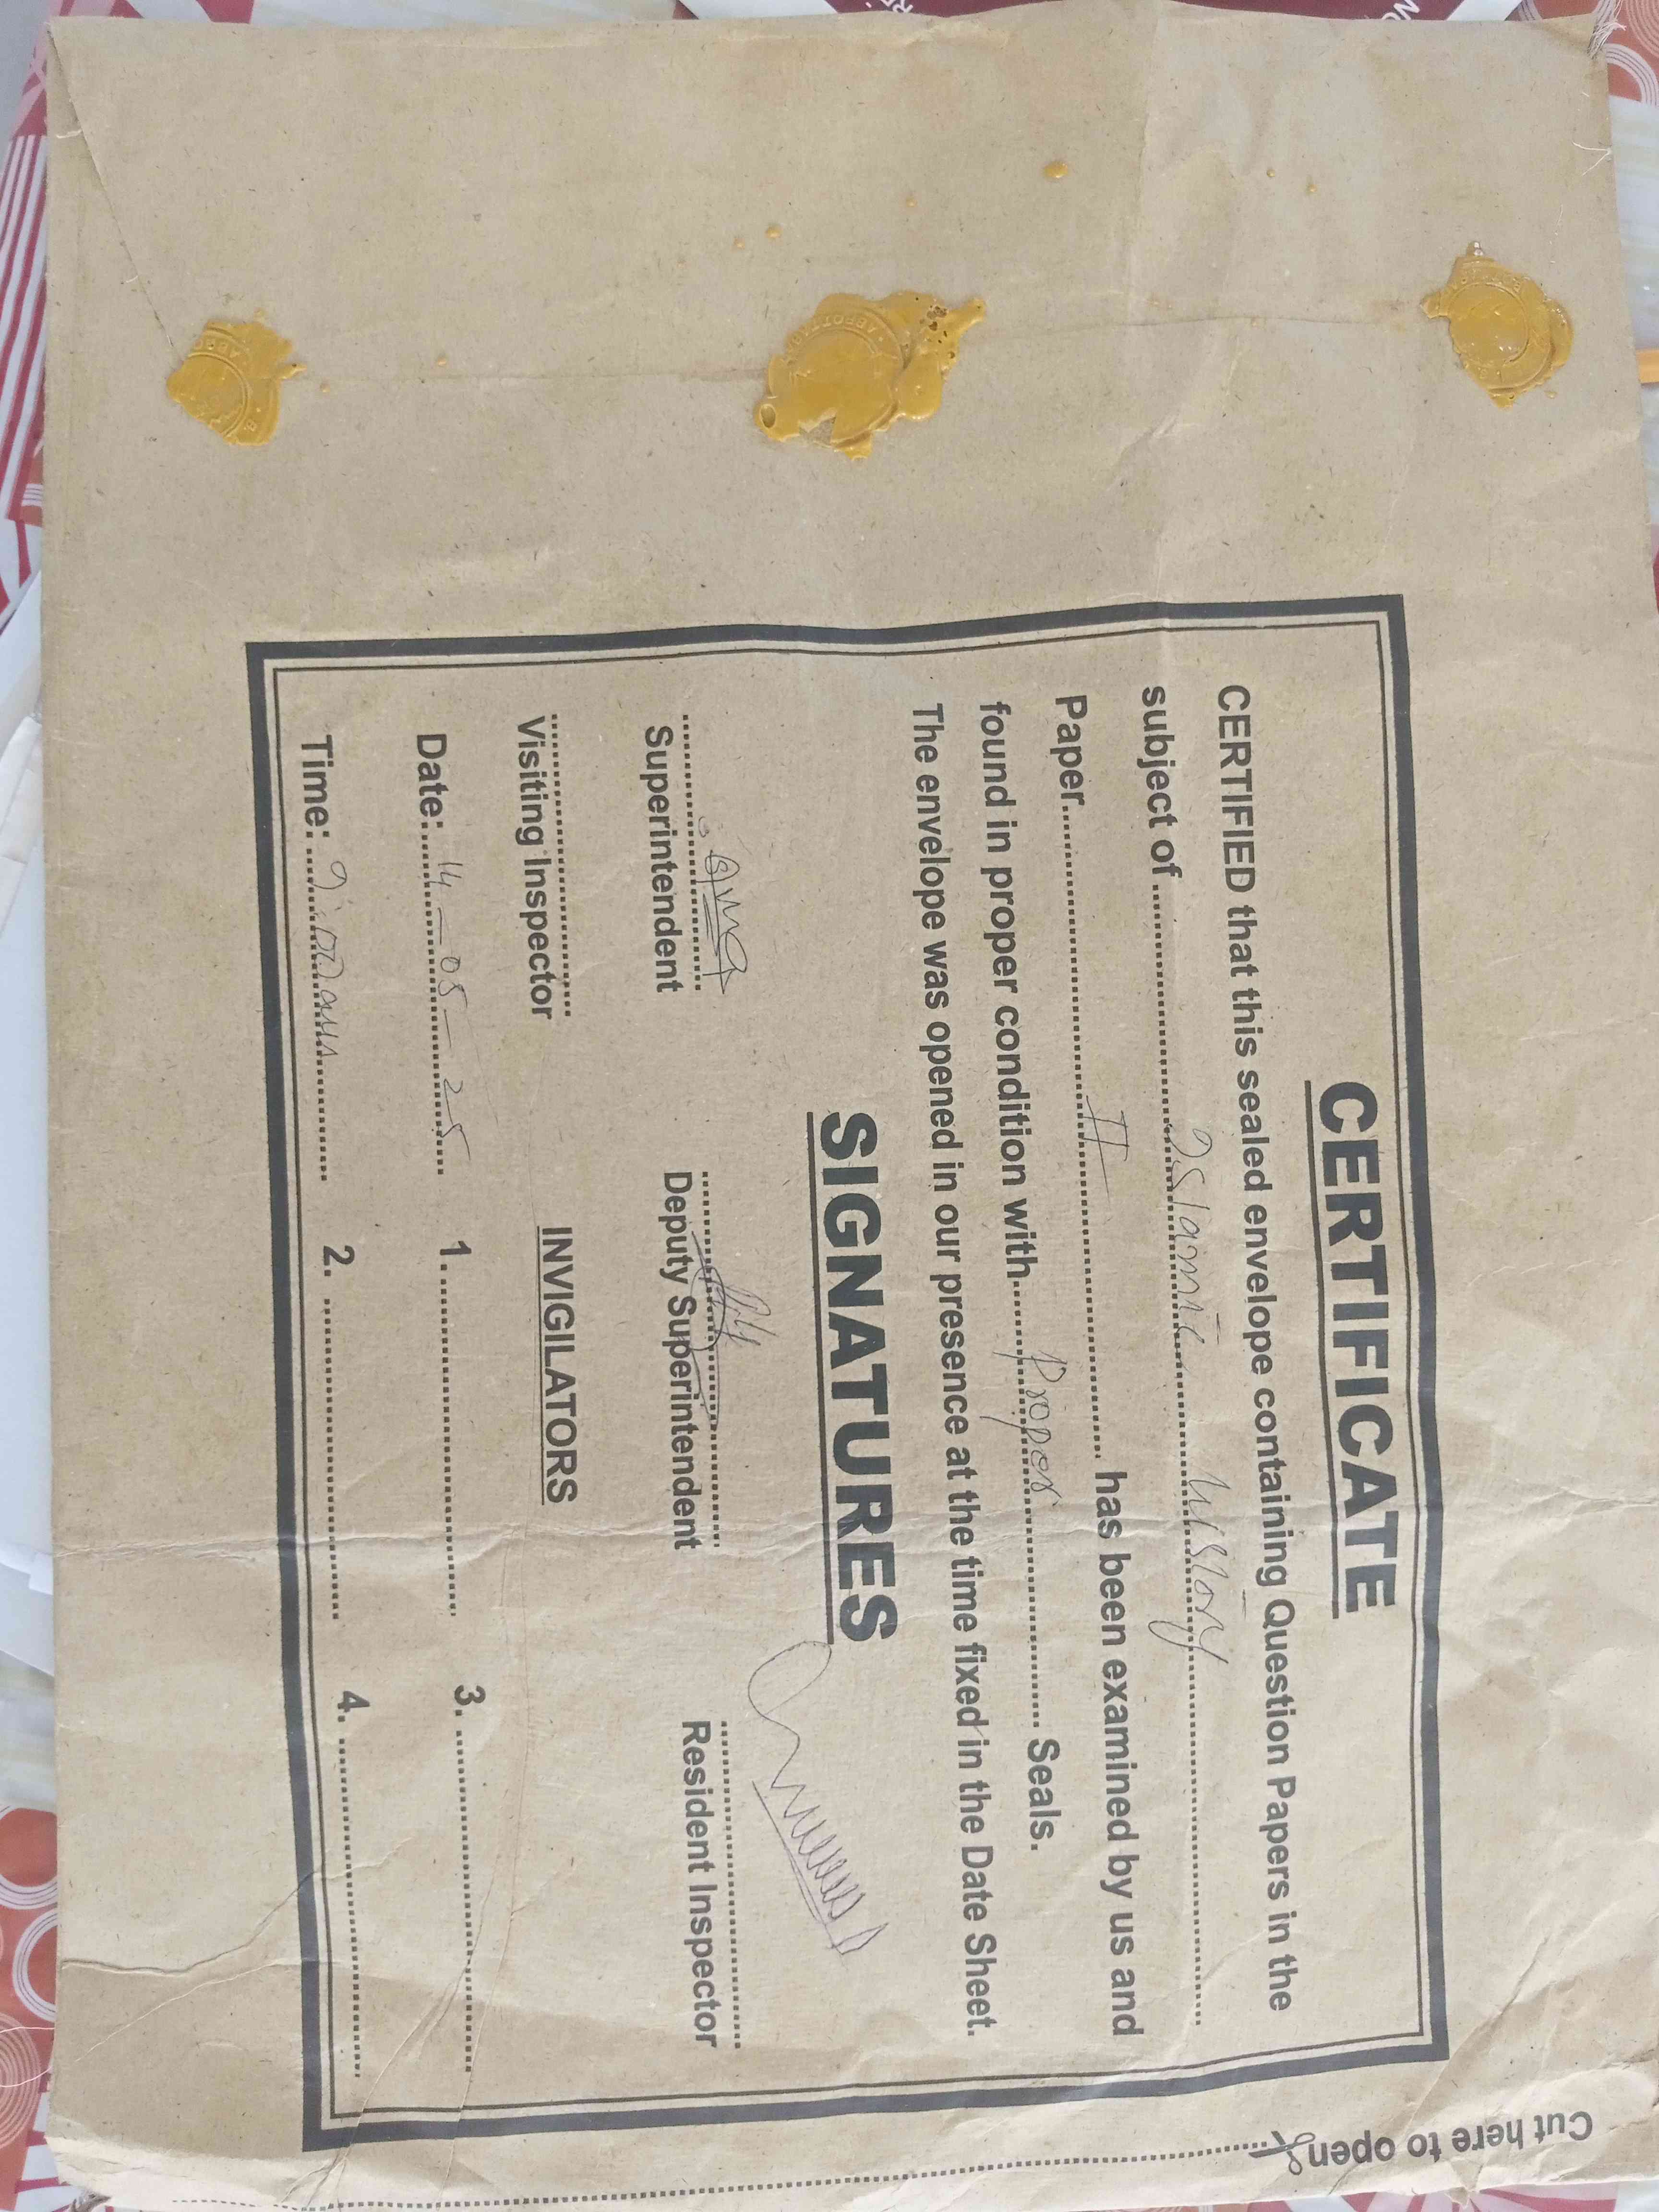 CERTIFICATE
CERTIFIED that this sealed envelope containing Question Papers in the
subject of ........ Islamic history ........
Paper ........ II ........ has been examined by us and
found in proper condition with ........ Proper ........ Seals.
The envelope was opened in our presence at the time fixed in the Date Sheet.
SIGNATURES
Superintendent Deputy Superintendent Resident Inspector
Visiting Inspector INVIGILATORS
Date: 14-05-25 1. ........ 3. ........
Time: 9:00 am 2. ........ 4. ........
Cut here to open